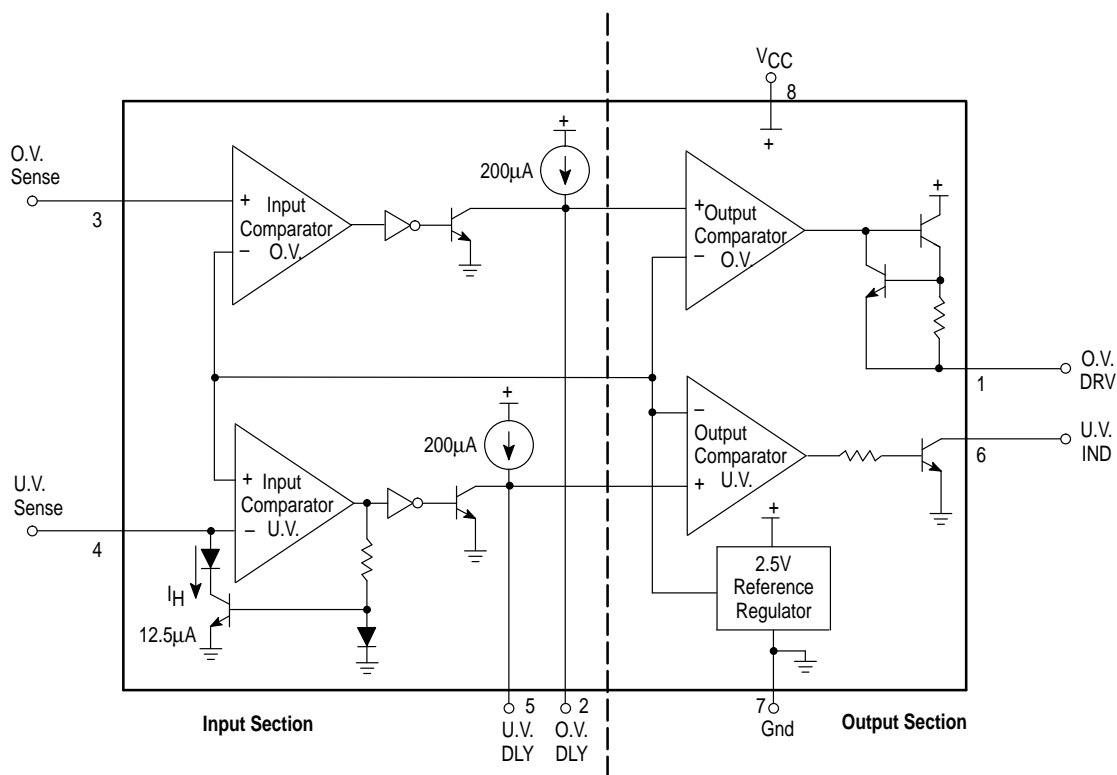 VCC
8
+
+
O.V.
Sense
3
+
Input
Comparator
O.V.
−
200µA
+
Output
Comparator
O.V.
−
+
1
O.V.
DRV
+
200µA
−
Output
Comparator
U.V.
+
6
U.V.
IND
U.V.
Sense
4
+
Input
Comparator
U.V.
−
IH
12.5µA
+
2.5V
Reference
Regulator
Input Section
5
U.V.
DLY
2
O.V.
DLY
7
Gnd
Output Section